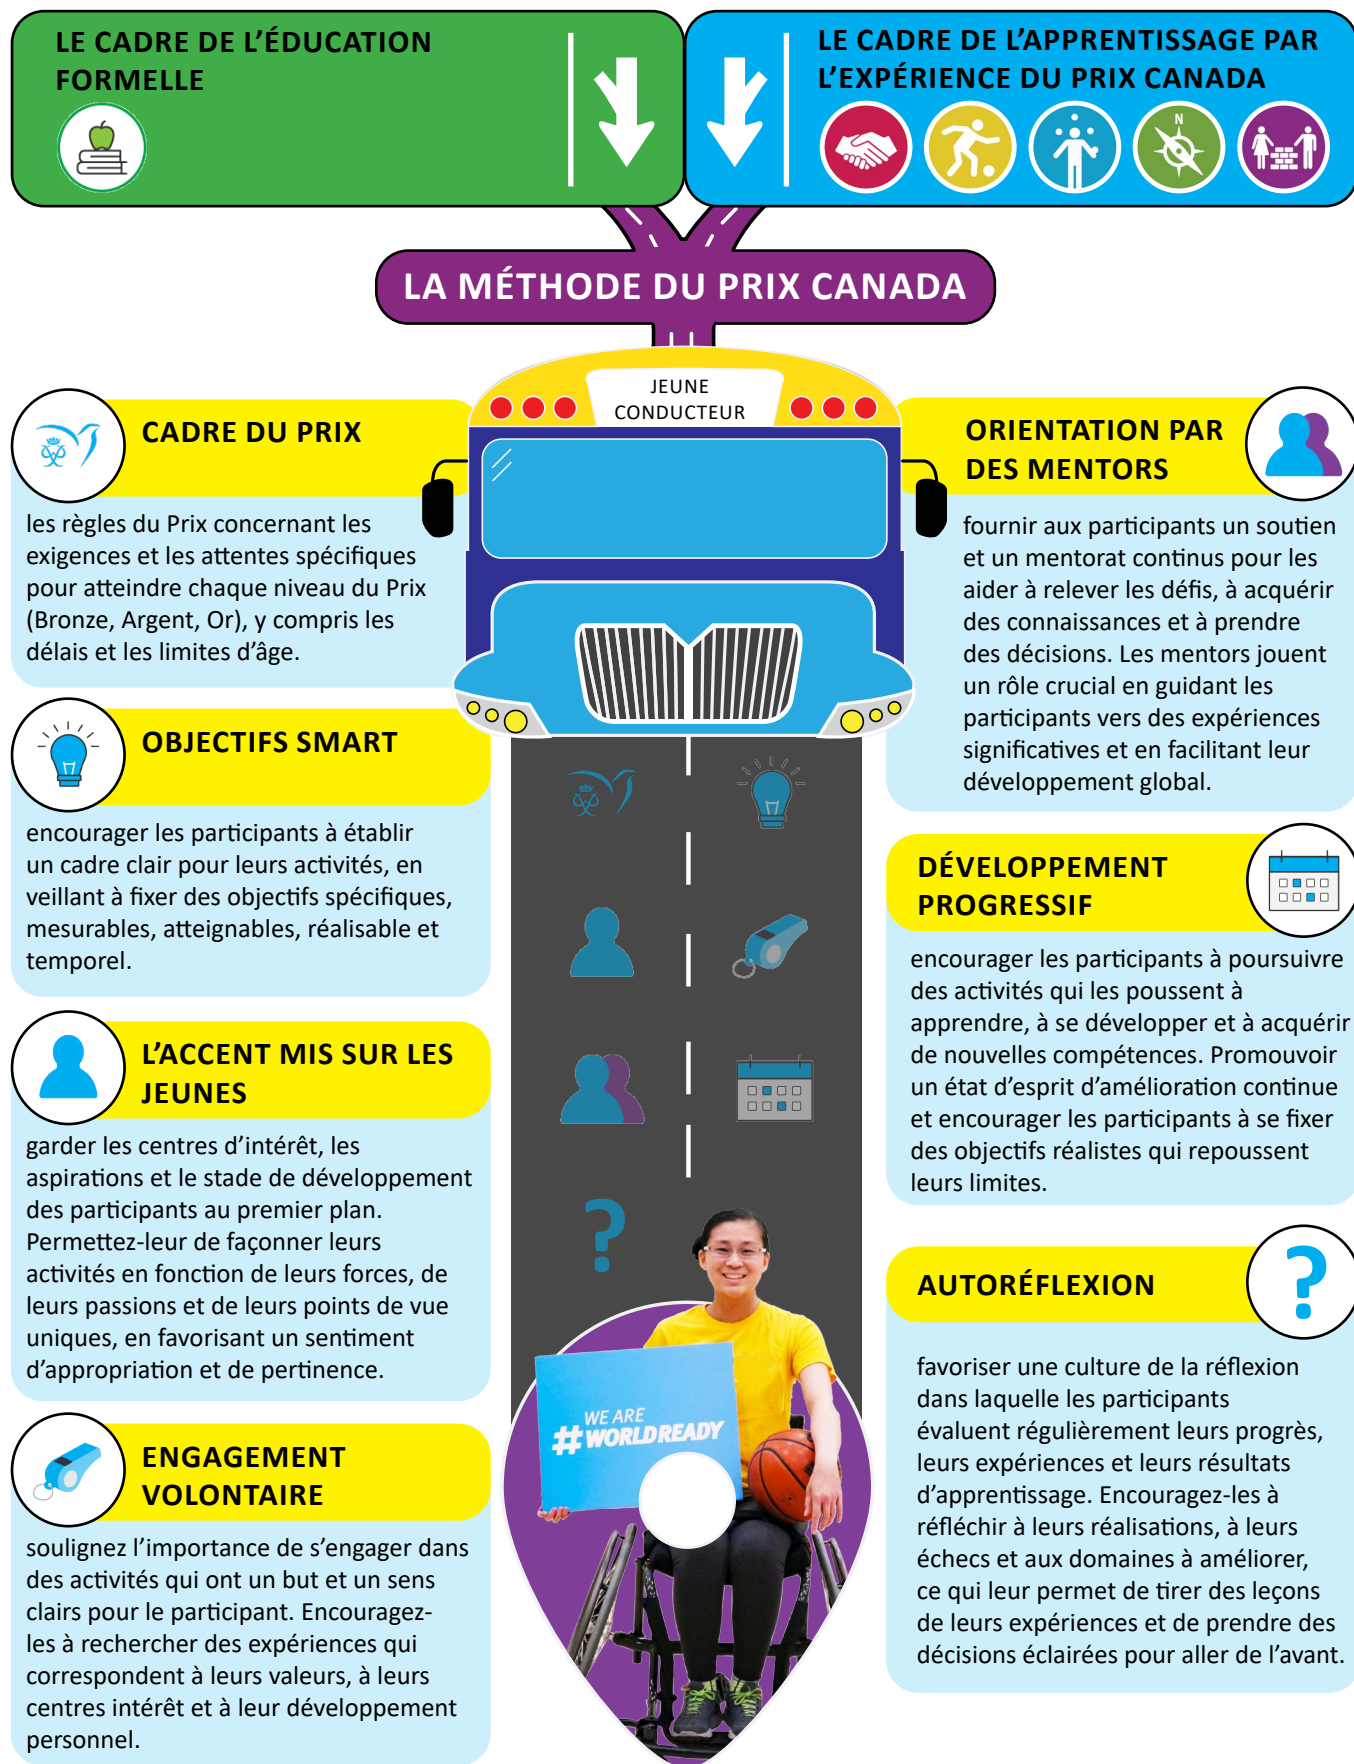 LE CADRE DE L'ÉDUCATION
FORMELLE
LE CADRE DE L'APPRENTISSAGE PAR
L'EXPÉRIENCE DU PRIX CANADA
N
LA MÉTHODE DU PRIX CANADA
JEUNE
CONDUCTEUR
CADRE DU PRIX
les règles du Prix concernant les
exigences et les attentes spécifiques
pour atteindre chaque niveau du Prix
(Bronze, Argent, Or), y compris les
délais et les limites d'âge.
OBJECTIFS SMART
encourager les participants à établir
un cadre clair pour leurs activités, en
veillant à fixer des objectifs spécifiques,
mesurables, atteignables, réalisable et
temporel.
L'ACCENT MIS SUR LES
JEUNES
garder les centres d'intérêt, les
aspirations et le stade de développement
des participants au premier plan.
Permettez-leur de façonner leurs
activités en fonction de leurs forces, de
leurs passions et de leurs points de vue
uniques, en favorisant un sentiment
d'appropriation et de pertinence.
ENGAGEMENT
VOLONTAIRE
soulignez l'importance de s'engager dans
des activités qui ont un but et un sens
clairs pour le participant. Encouragez-
les à rechercher des expériences qui
correspondent à leurs valeurs, à leurs
centres intérêt et à leur développement
personnel.
ORIENTATION PAR
DES MENTORS
fournir aux participants un soutien
et un mentorat continus pour les
aider à relever les défis, à acquérir
des connaissances et à prendre
des décisions. Les mentors jouent
un rôle crucial en guidant les
participants vers des expériences
significatives et en facilitant leur
développement global.
DÉVELOPPEMENT
PROGRESSIF
encourager les participants à poursuivre
des activités qui les poussent à
apprendre, à se développer et à acquérir
de nouvelles compétences. Promouvoir
un état d'esprit d'amélioration continue
et encourager les participants à se fixer
des objectifs réalistes qui repoussent
leurs limites.
AUTORÉFLEXION
?
favoriser une culture de la réflexion
dans laquelle les participants
évaluent régulièrement leurs progrès,
leurs expériences et leurs résultats
d'apprentissage. Encouragez-les à
réfléchir à leurs réalisations, à leurs
échecs et aux domaines à améliorer,
ce qui leur permet de tirer des leçons
de leurs expériences et de prendre des
décisions éclairées pour aller de l'avant.
?
WE ARE
#WORLDREADY